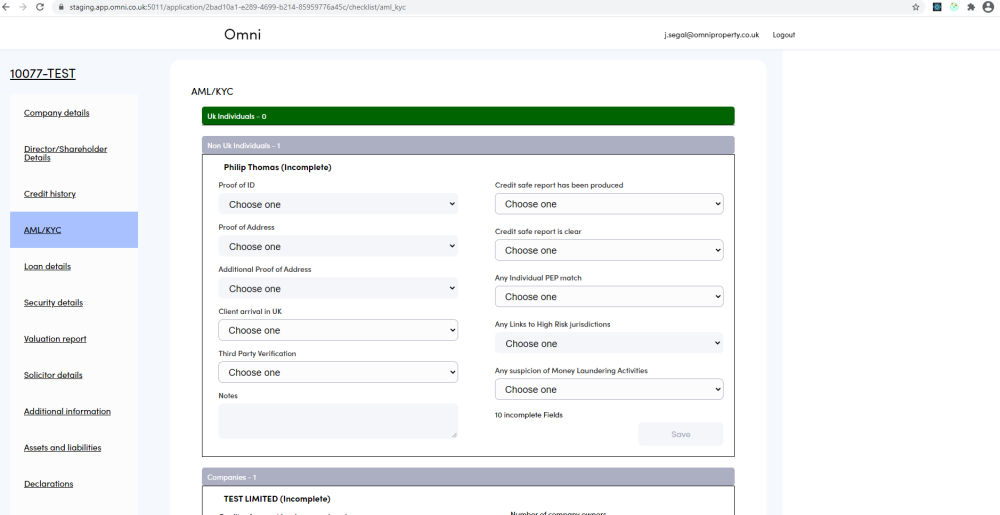 staging.app.omni.co.uk:5011/application/2bad10a1-e289-4699-b214-85959776a45c/checklist/aml_kyc
Omni
j.segal@omniproperty.co.uk Logout
10077-TEST
Company details
Director/Shareholder
Details
Credit history
AML/KYC
Loan details
Security details
Valuation report
Solicitor details
Additional information
Assets and liabilities
Declarations
AML/KYC
Uk Individuals - 0
Non Uk Individuals - 1
Philip Thomas (Incomplete)
Proof of ID
Choose one
Proof of Address
Choose one
Additional Proof of Address
Choose one
Client arrival in UK
Choose one
Third Party Verification
Choose one
Notes
Credit safe report has been produced
Choose one
Credit safe report is clear
Choose one
Any Individual PEP match
Choose one
Any Links to High Risk jurisdictions
Choose one
Any suspicion of Money Laundering Activities
Choose one
10 incomplete Fields
Save
Companies - 1
TEST LIMITED (Incomplete)
Number of company owners